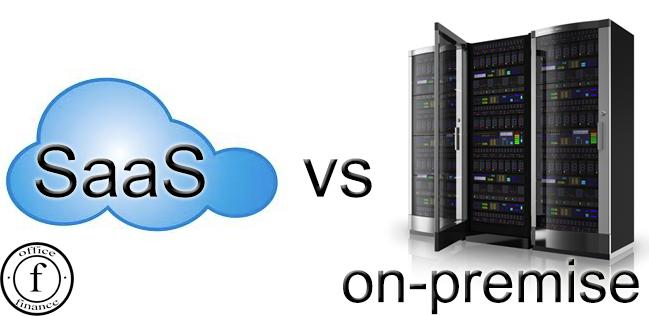 SaaS vs
on-premise
office
f
finance